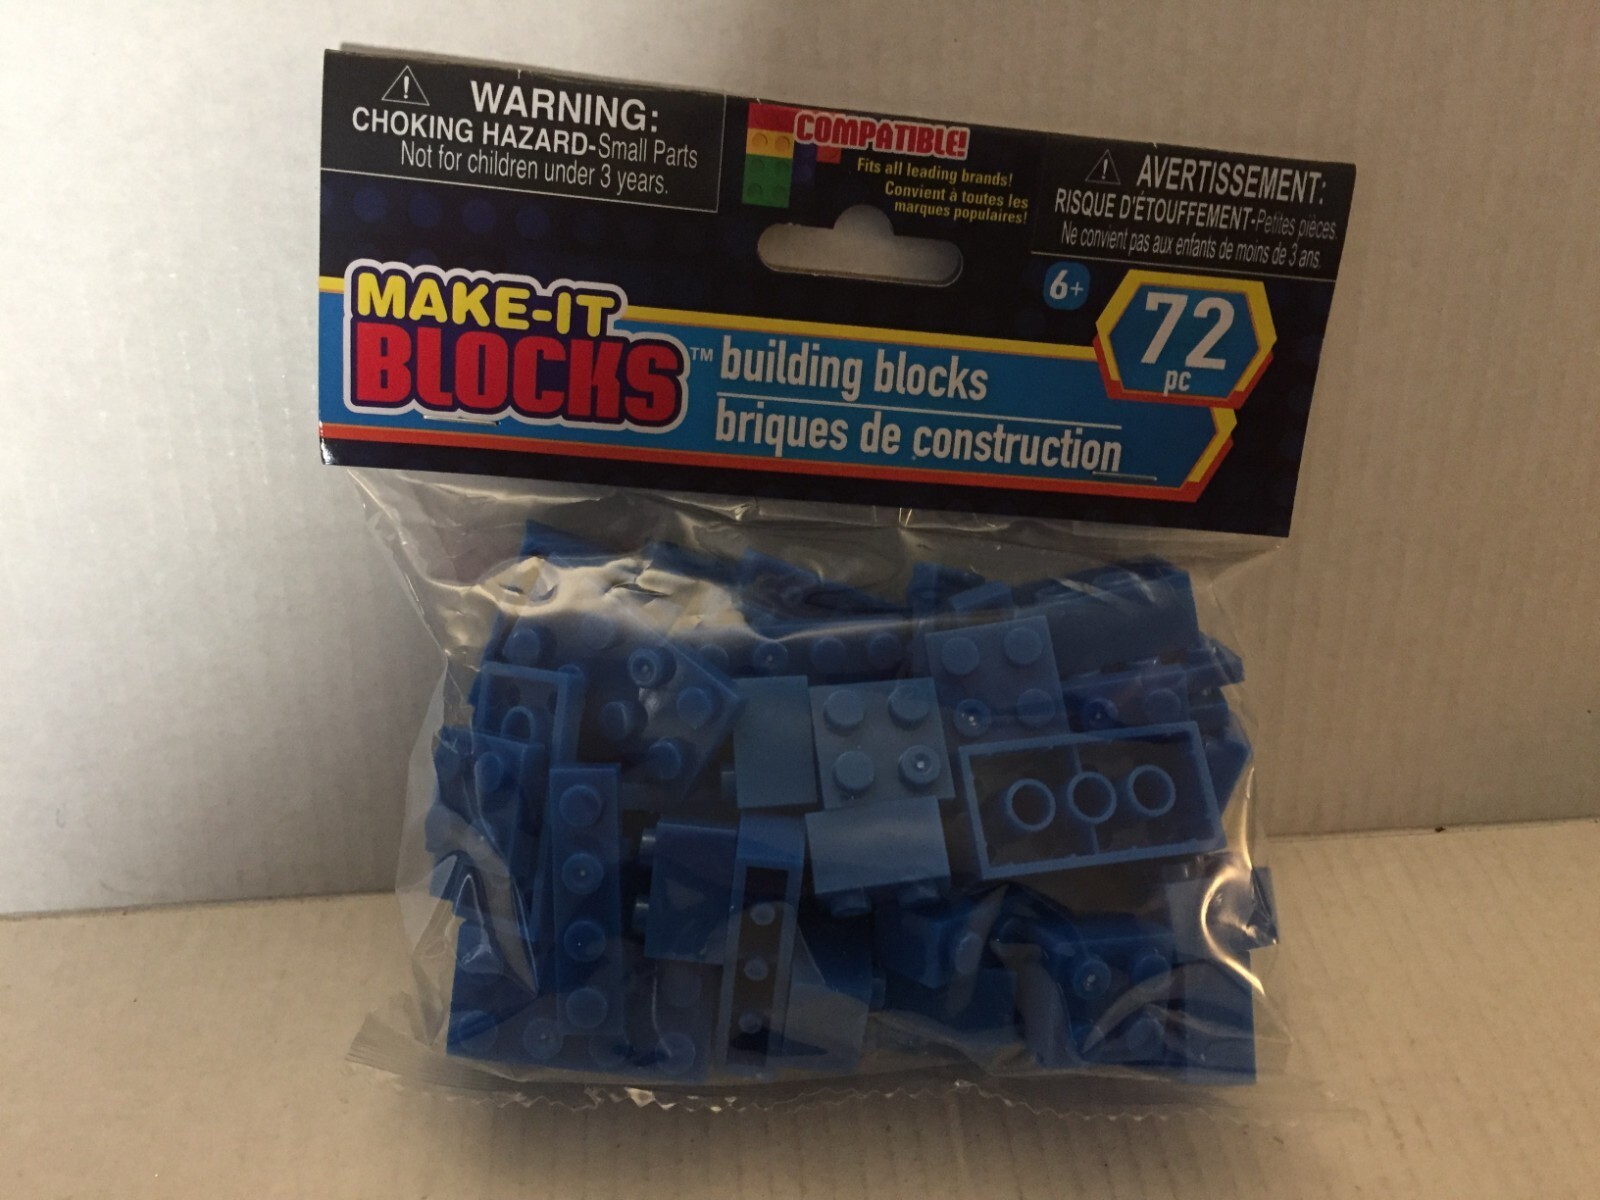 WARNING:
CHOKING HAZARD-Small Parts
Not for children under 3 years.
COMPATIBLE!
Fits all leading brands!
Convient à toutes les
marques populaires!
AVERTISSEMENT:
RISQUE D'ÉTOUFFEMENT-Petites pièces.
Ne convient pas aux enfants de moins de 3 ans.
6+
72
pc
MAKE-IT
BLOCKS™
building blocks
briques de construction